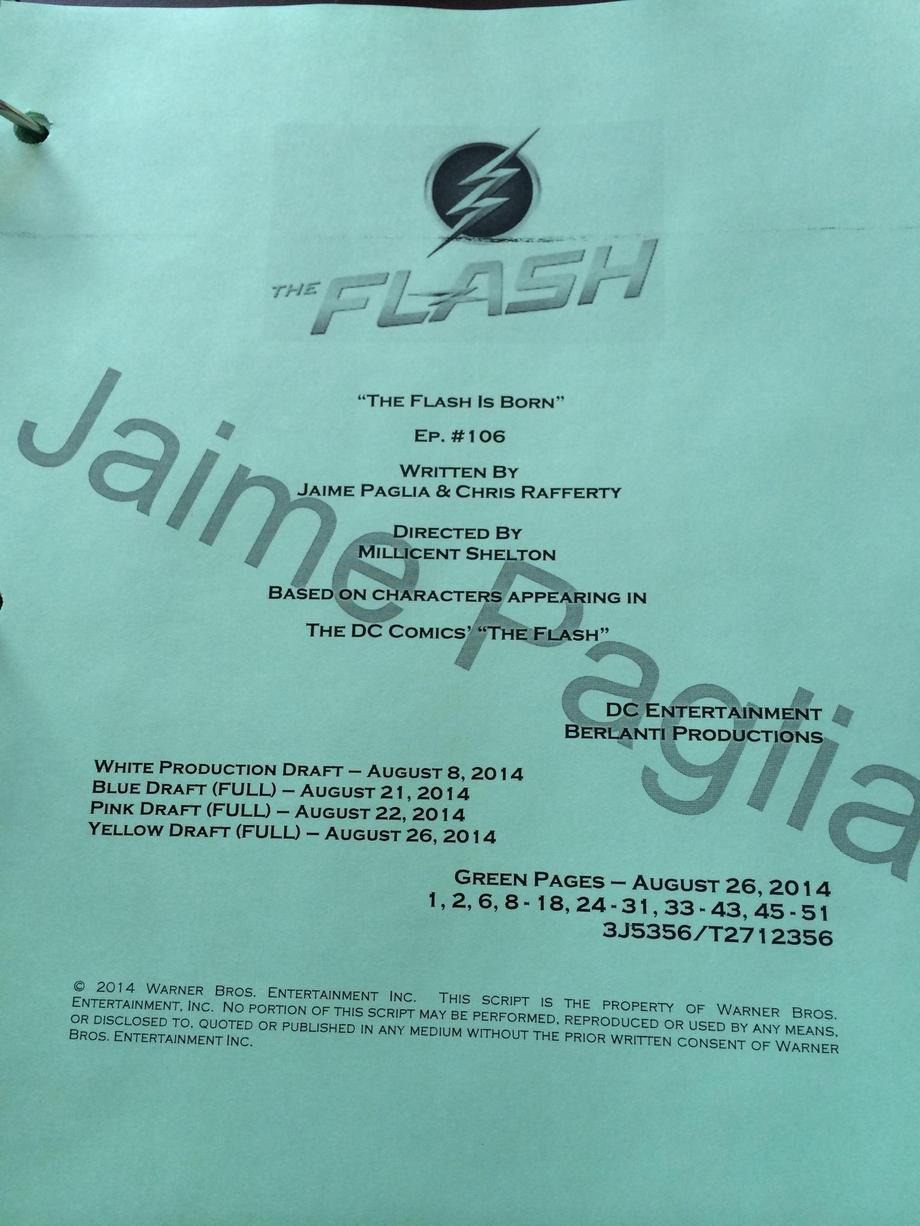 THE FLASH
"THE FLASH IS BORN"
EP. #106
WRITTEN BY
JAIME PAGLIA & CHRIS RAFFERTY
DIRECTED BY
MILLICENT SHELTON
BASED ON CHARACTERS APPEARING IN
THE DC COMICS' "THE FLASH"
Jaime Paglia
DC ENTERTAINMENT
BERLANTI PRODUCTIONS
WHITE PRODUCTION DRAFT – AUGUST 8, 2014
BLUE DRAFT (FULL) – AUGUST 21, 2014
PINK DRAFT (FULL) – AUGUST 22, 2014
YELLOW DRAFT (FULL) – AUGUST 26, 2014
GREEN PAGES – AUGUST 26, 2014
1, 2, 6, 8 - 18, 24 - 31, 33 - 43, 45 - 51
3J5356/T2712356
© 2014 WARNER BROS. ENTERTAINMENT INC. THIS SCRIPT IS THE PROPERTY OF WARNER BROS.
ENTERTAINMENT, INC. NO PORTION OF THIS SCRIPT MAY BE PERFORMED, REPRODUCED OR USED BY ANY MEANS,
OR DISCLOSED TO, QUOTED OR PUBLISHED IN ANY MEDIUM WITHOUT THE PRIOR WRITTEN CONSENT OF WARNER
BROS. ENTERTAINMENT INC.